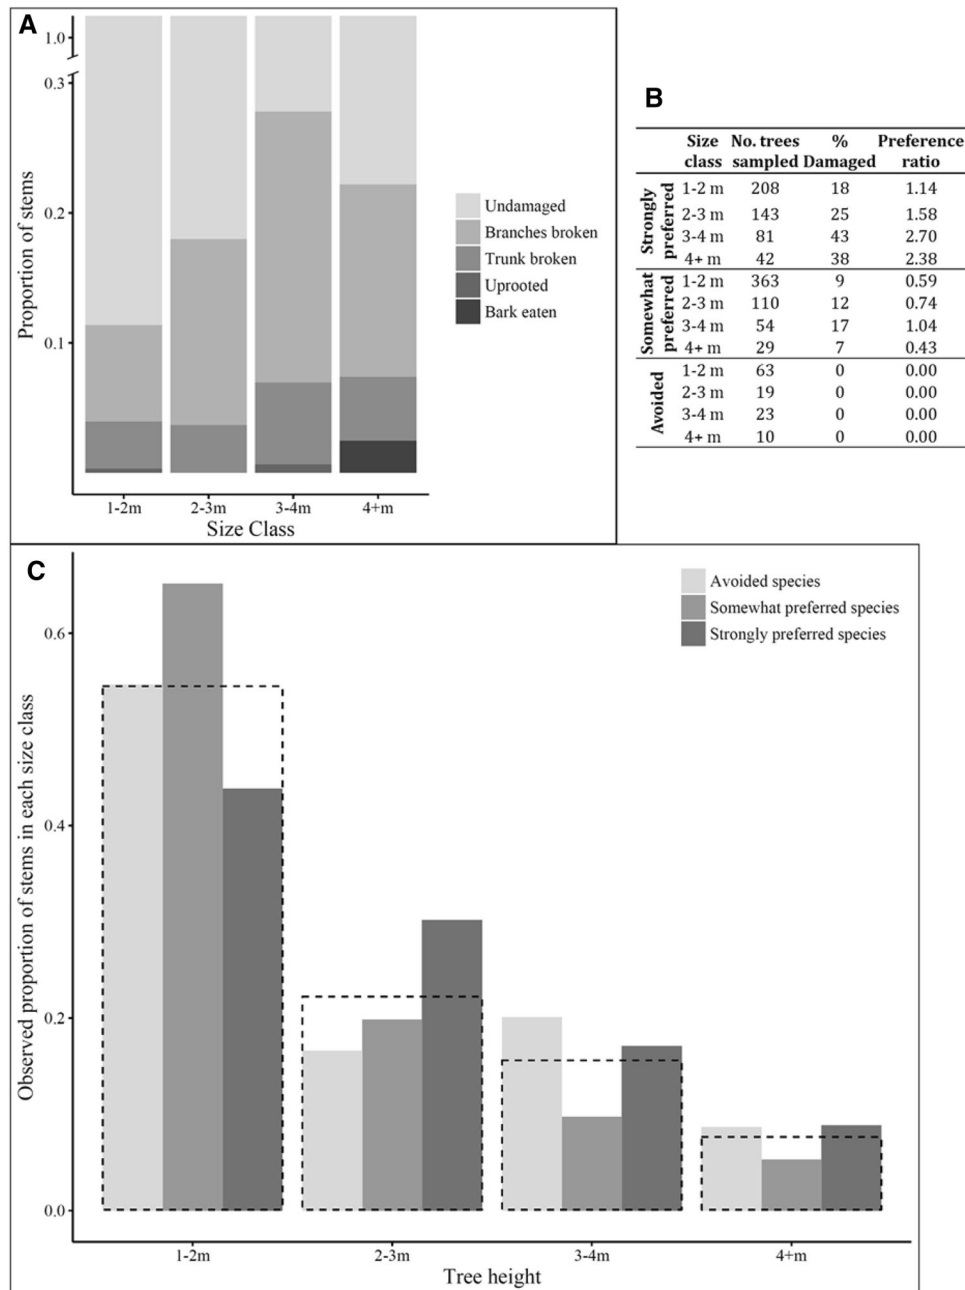 A
Proportion of stems
1.0
0.3
0.2
0.1
1-2m 2-3m 3-4m 4+m
Size Class
Undamaged
Branches broken
Trunk broken
Uprooted
Bark eaten
B
Size class No. trees sampled % Damaged Preference ratio
Strongly preferred
1-2 m 208 18 1.14
2-3 m 143 25 1.58
3-4 m 81 43 2.70
4+ m 42 38 2.38
Somewhat preferred
1-2 m 363 9 0.59
2-3 m 110 12 0.74
3-4 m 54 17 1.04
4+ m 29 7 0.43
Avoided
1-2 m 63 0 0.00
2-3 m 19 0 0.00
3-4 m 23 0 0.00
4+ m 10 0 0.00
C
Observed proportion of stems in each size class
0.6
0.4
0.2
0.0
Avoided species
Somewhat preferred species
Strongly preferred species
1-2m 2-3m 3-4m 4+m
Tree height